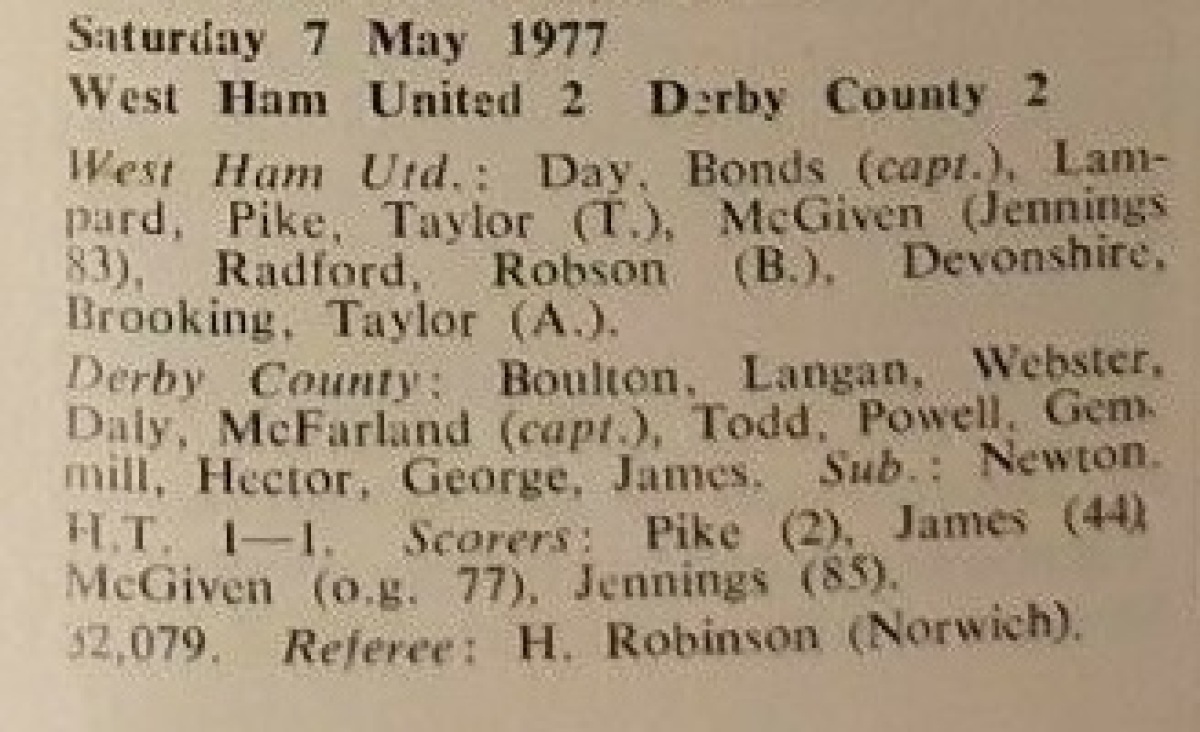 Saturday 7 May 1977
West Ham United 2 Derby County 2
West Ham Utd.: Day, Bonds (capt.), Lam-
pard, Pike, Taylor (T.), McGiven (Jennings
83), Radford, Robson (B.), Devonshire,
Brooking, Taylor (A.).
Derby County: Boulton, Langan, Webster,
Daly, McFarland (capt.), Todd, Powell, Gem-
mill, Hector, George, James. Sub.: Newton.
H.T. 1—1. Scorers: Pike (2), James (44)
McGiven (o.g. 77), Jennings (85).
32,079. Referee: H. Robinson (Norwich).